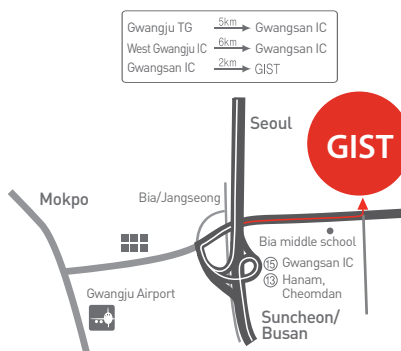 Gwangju TG 5km Gwangsan IC
West Gwangju IC 6km Gwangsan IC
Gwangsan IC 2km GIST
Seoul
GIST
Mokpo
Bia/Jangseong
Bia middle school
⑮ Gwangsan IC
⑬ Hanam,
Cheomdan
Gwangju Airport
Suncheon/
Busan